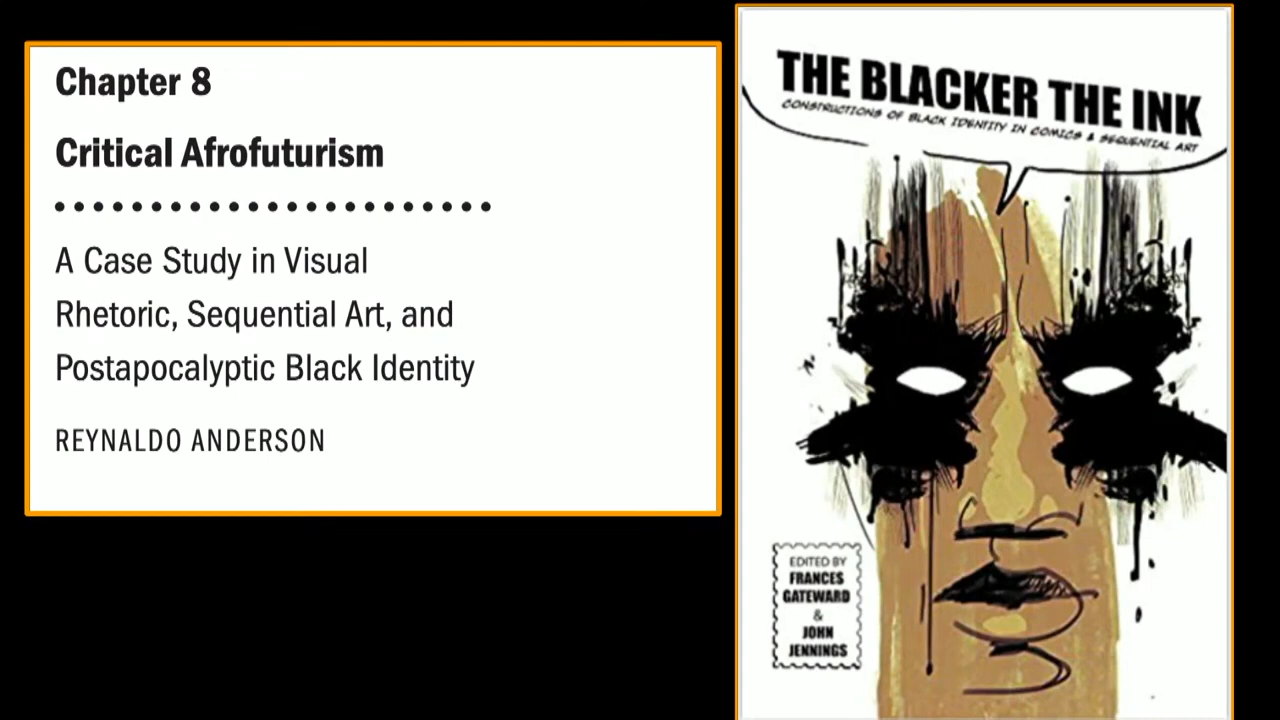 Chapter 8
Critical Afrofuturism
A Case Study in Visual
Rhetoric, Sequential Art, and
Postapocalyptic Black Identity
REYNALDO ANDERSON
THE BLACKER THE INK
CONSTRUCTIONS OF BLACK IDENTITY IN COMICS & SEQUENTIAL ART
EDITED BY
FRANCES
GATEWARD
&
JOHN
JENNINGS